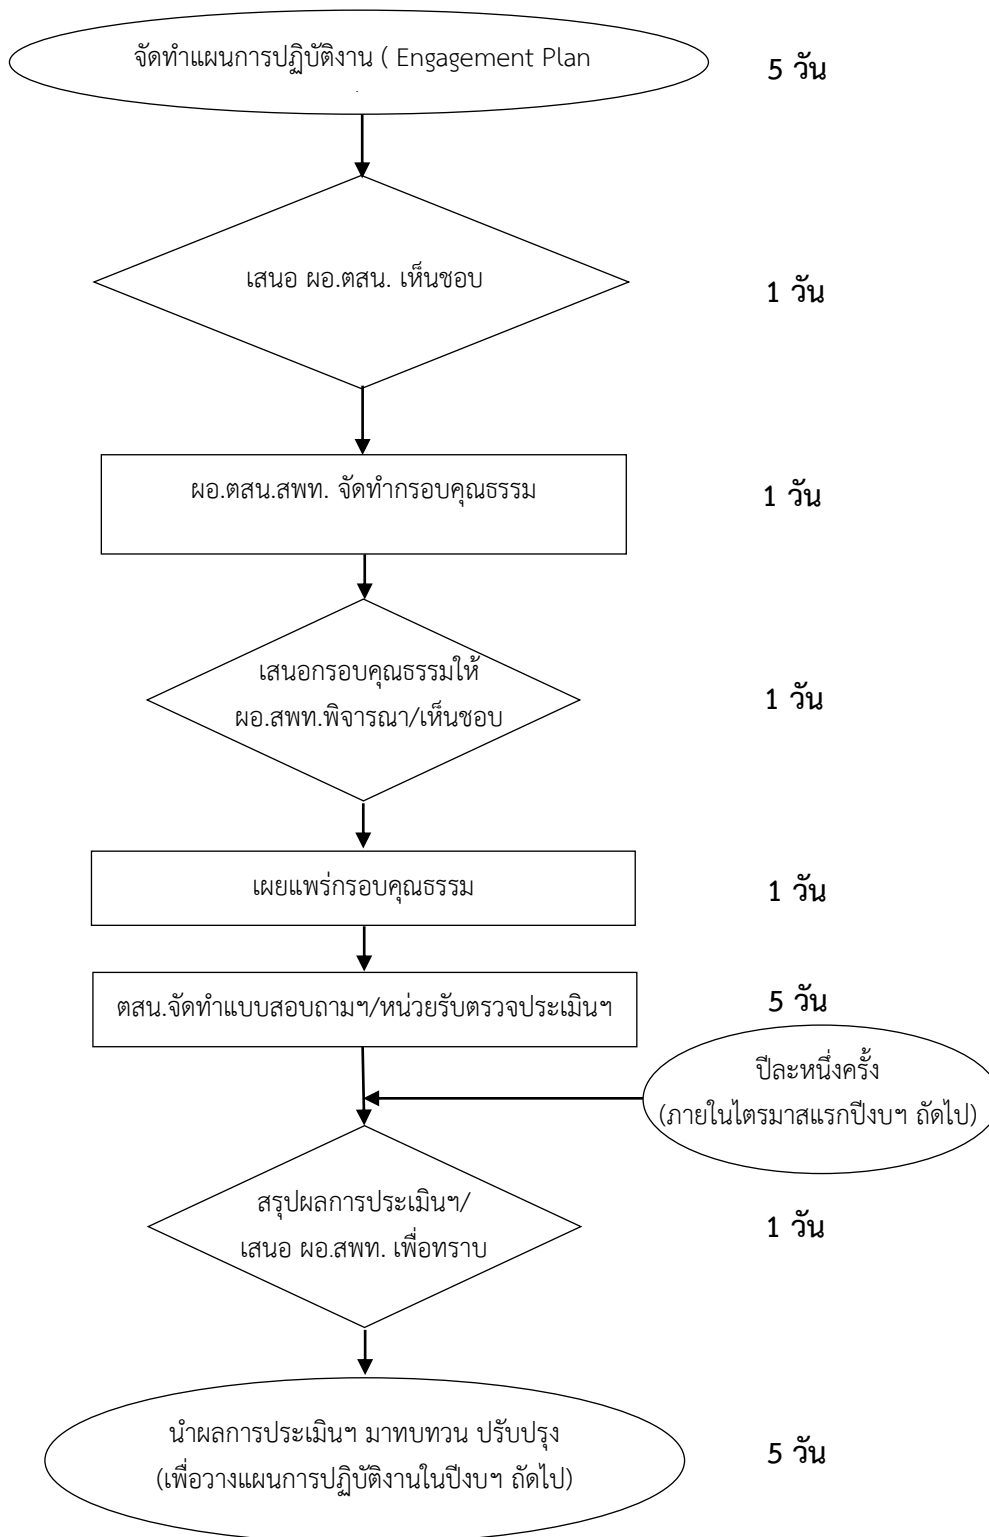 จัดทำแผนการปฏิบัติงาน ( Engagement Plan
5 วัน
เสนอ ผอ.ตสน. เห็นชอบ
1 วัน
ผอ.ตสน.สพท. จัดทำกรอบคุณธรรม
1 วัน
เสนอกรอบคุณธรรมให้
ผอ.สพท.พิจารณา/เห็นชอบ
1 วัน
เผยแพร่กรอบคุณธรรม
1 วัน
ตสน.จัดทำแบบสอบถามฯ/หน่วยรับตรวจประเมินฯ
5 วัน
ปีละหนึ่งครั้ง
(ภายในไตรมาสแรกปีงบฯ ถัดไป)
สรุปผลการประเมินฯ/
เสนอ ผอ.สพท. เพื่อทราบ
1 วัน
นำผลการประเมินฯ มาทบทวน ปรับปรุง
(เพื่อวางแผนการปฏิบัติงานในปีงบฯ ถัดไป)
5 วัน